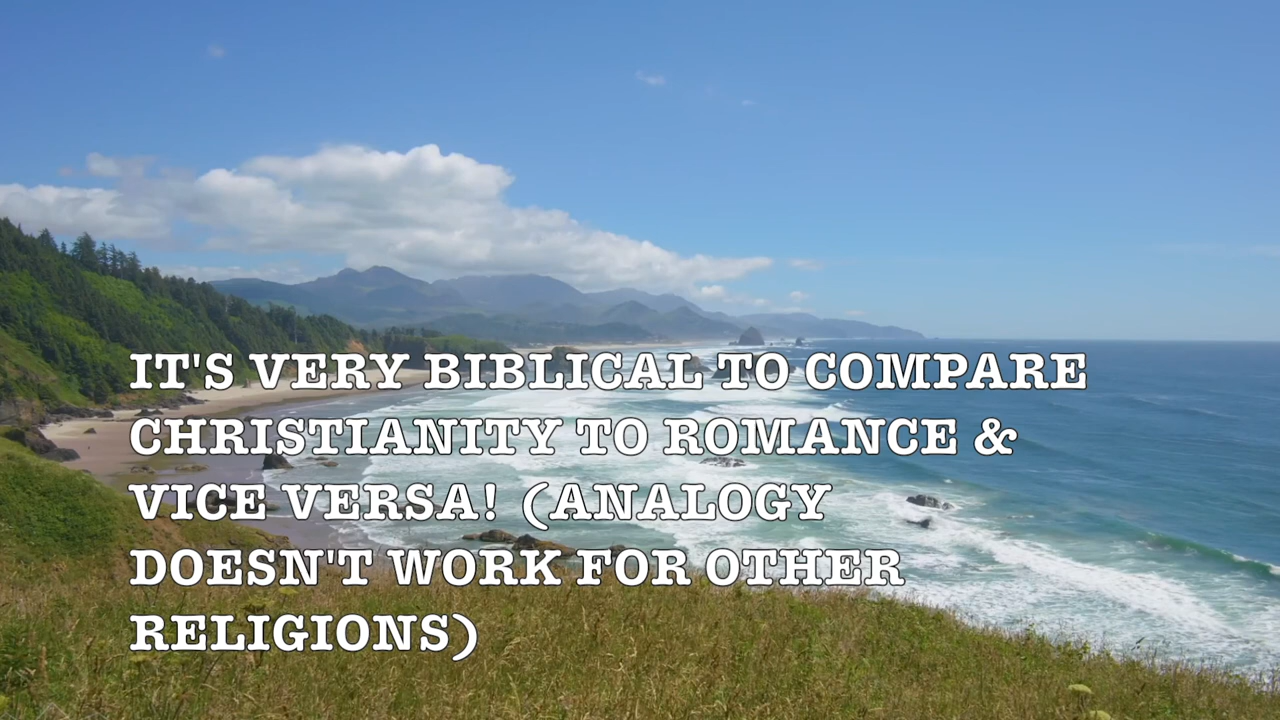 IT'S VERY BIBLICAL TO COMPARE
CHRISTIANITY TO ROMANCE &
VICE VERSA! (ANALOGY
DOESN'T WORK FOR OTHER
RELIGIONS)